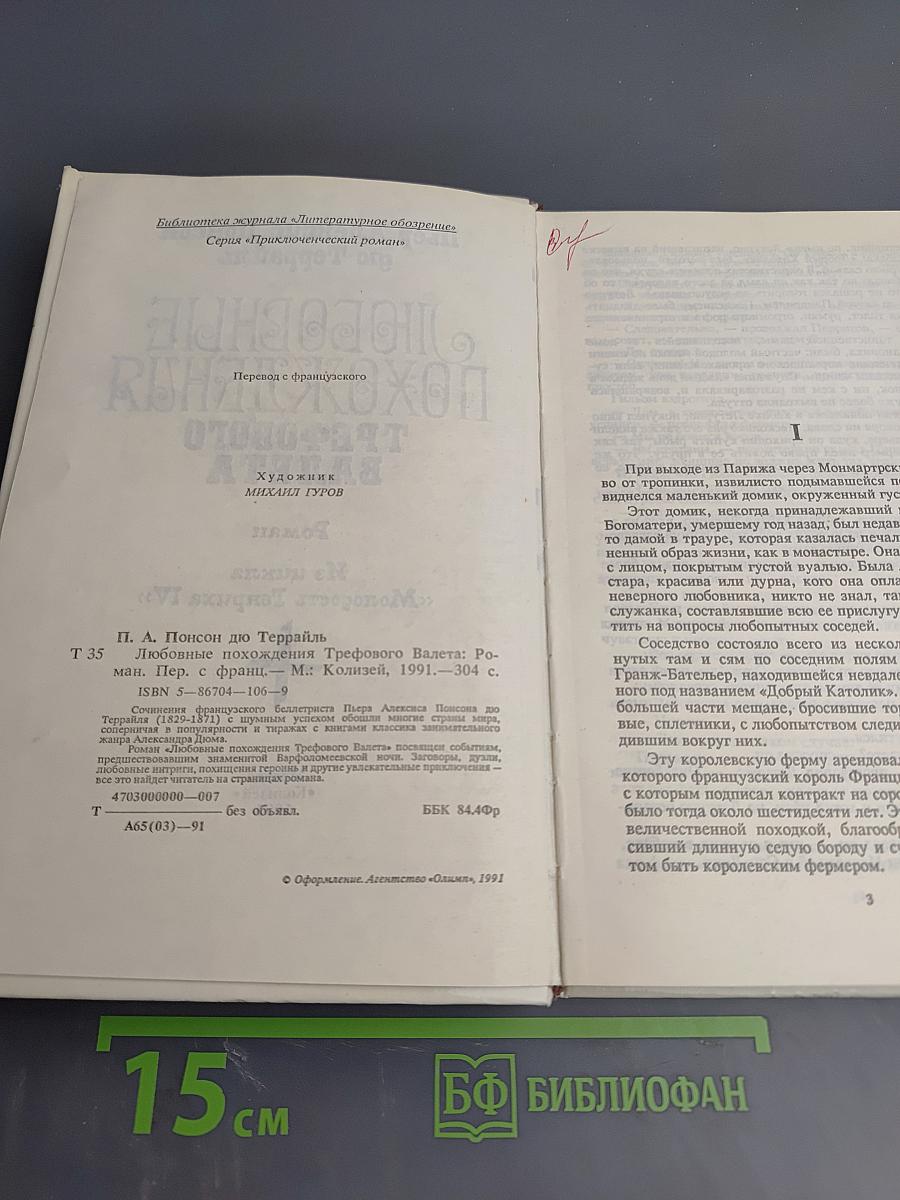 Библиотека журнала «Литературное обозрение»
Серия «Приключенческий роман»
Перевод с французского
Художник
МИХАИЛ ГУРОВ
П. А. Понсон дю Террайль
Т 35 Любовные похождения Трефового Валета: Ро-
ман. Пер. с франц.— М.: Колизей, 1991.—304 с.
ISBN 5—86704—106—9
Сочинения французского беллетриста Пьера Алексиса Понсона дю
Террайля (1829-1871) с шумным успехом обошли многие страны мира,
соперничая в популярности и тиражах с книгами классика занимательного
жанра Александра Дюма.
Роман «Любовные похождения Трефового Валета» посвящен событиям,
предшествовавшим знаменитой Варфоломеевской ночи. Заговоры, дуэли,
любовные интриги, похищения героинь и другие увлекательные приключения —
все это найдет читатель на страницах романа.
4703000000—007
Т — без объявл. ББК 84.4Фр
А65(03)—91
© Оформление. Агентство «Олимп», 1991
I
При выходе из Парижа через Монмартрск
во от тропинки, извилисто подымавшейся по
виднелся маленький домик, окруженный гус
Этот домик, некогда принадлежавший
Богоматери, умершему год назад, был недав
то дамой в трауре, которая казалась печал
ненный образ жизни, как в монастыре. Она
с лицом, покрытым густой вуалью. Была
стара, красива или дурна, кого она опла
неверного любовника, никто не знал, та
служанка, составлявшие всю ее прислугу
тить на вопросы любопытных соседей.
Соседство состояло всего из нескол
нутых там и сям по соседним полям
Гранж-Бательер, находившейся невдале
ного под названием «Добрый Католик».
большей части мещане, бросившие тор
вые, сплетники, с любопытством следи
дившим вокруг них.
Эту королевскую ферму арендовал
которого французский король Франц
с которым подписал контракт на соро
было тогда около шестидесяти лет. Э
величественной походкой, благообр
сивший длинную седую бороду и сч
том быть королевским фермером.
3
15 см
БФ БИБЛИОФАН